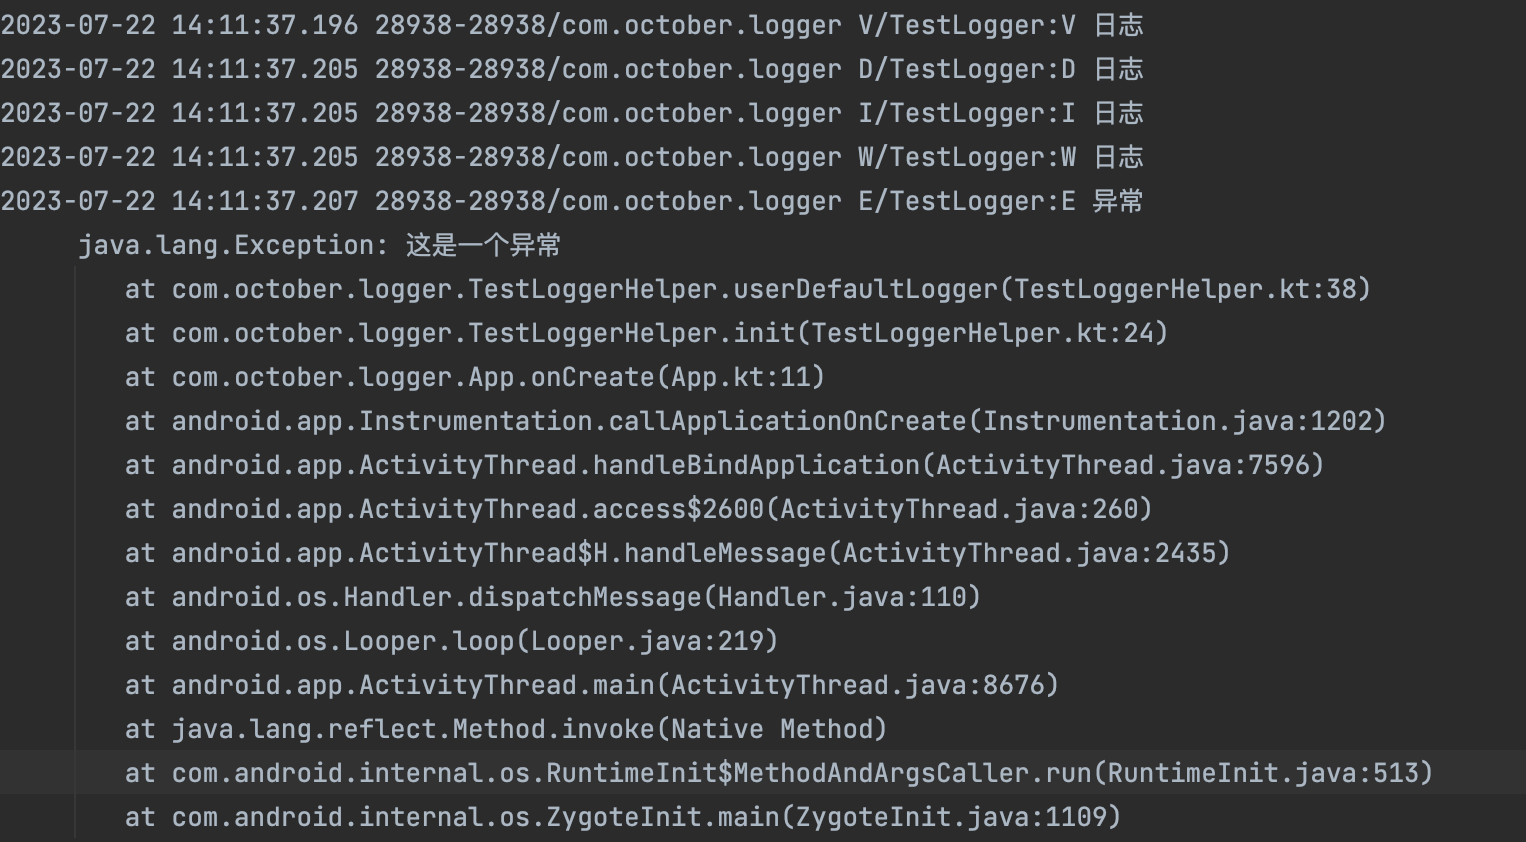 2023-07-22 14:11:37.196 28938-28938/com.october.logger V/TestLogger:V 日志
2023-07-22 14:11:37.205 28938-28938/com.october.logger D/TestLogger:D 日志
2023-07-22 14:11:37.205 28938-28938/com.october.logger I/TestLogger:I 日志
2023-07-22 14:11:37.205 28938-28938/com.october.logger W/TestLogger:W 日志
2023-07-22 14:11:37.207 28938-28938/com.october.logger E/TestLogger:E 异常
java.lang.Exception: 这是一个异常
at com.october.logger.TestLoggerHelper.userDefaultLogger(TestLoggerHelper.kt:38)
at com.october.logger.TestLoggerHelper.init(TestLoggerHelper.kt:24)
at com.october.logger.App.onCreate(App.kt:11)
at android.app.Instrumentation.callApplicationOnCreate(Instrumentation.java:1202)
at android.app.ActivityThread.handleBindApplication(ActivityThread.java:7596)
at android.app.ActivityThread.access$2600(ActivityThread.java:260)
at android.app.ActivityThread$H.handleMessage(ActivityThread.java:2435)
at android.os.Handler.dispatchMessage(Handler.java:110)
at android.os.Looper.loop(Looper.java:219)
at android.app.ActivityThread.main(ActivityThread.java:8676)
at java.lang.reflect.Method.invoke(Native Method)
at com.android.internal.os.RuntimeInit$MethodAndArgsCaller.run(RuntimeInit.java:513)
at com.android.internal.os.ZygoteInit.main(ZygoteInit.java:1109)